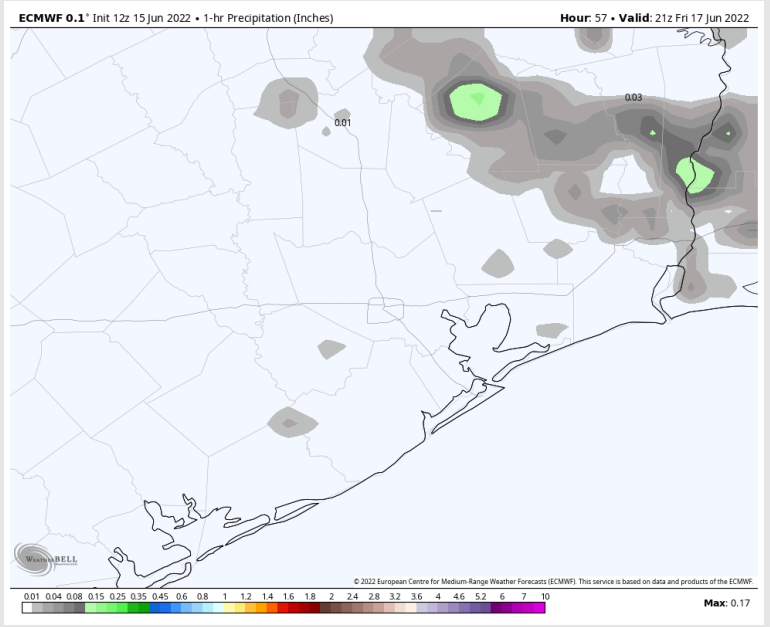 ECMWF 0.1° Init 12z 15 Jun 2022 • 1-hr Precipitation (Inches) Hour: 57 • Valid: 21z Fri 17 Jun 2022
0.03
0.01
WEATHERBELL
© 2022 European Centre for Medium-Range Weather Forecasts (ECMWF). This service is based on data and products of the ECMWF.
0.01 0.04 0.08 0.15 0.25 0.35 0.45 0.6 0.8 0.9 1 1.2 1.4 1.6 1.8 2 2.4 2.8 3.2 3.6 4 4.6 5.2 6 7 10 Max: 0.17